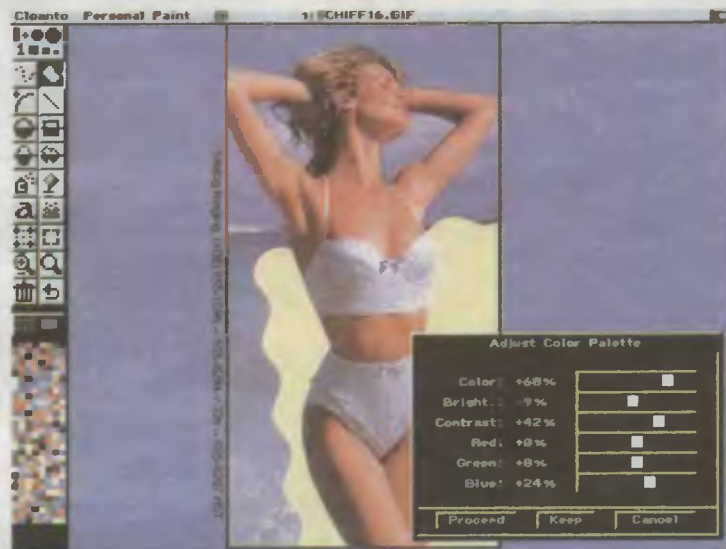 Cloanto Personal Paint 1: CHIFF16.GIF
a
Adjust Color Palette
Color: +60%
Bright.: -9%
Contrast: +42%
Red: +0%
Green: +0%
Blue: +24%
Proceed Keep Cancel